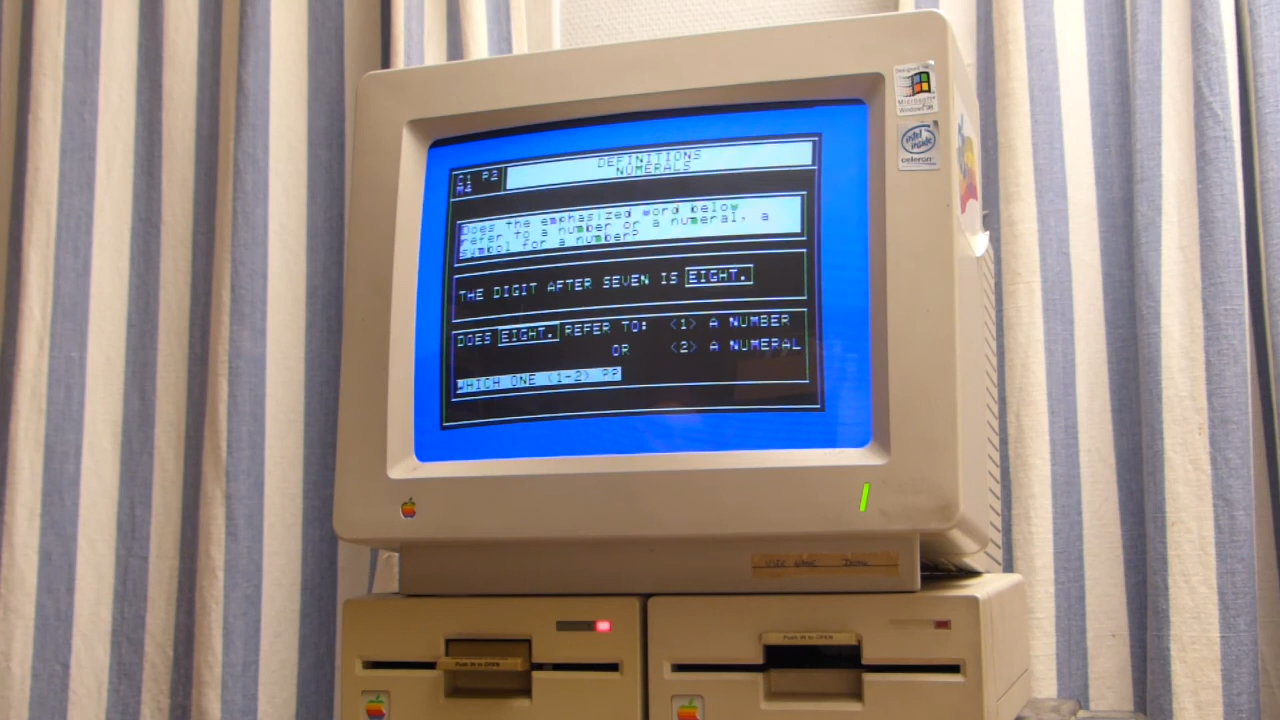 DEFINITIONS
NUMERALS
C1 P2
M4
Does the emphasized word below
refer to a number or a numeral, a
symbol for a number?
THE DIGIT AFTER SEVEN IS EIGHT.
DOES EIGHT. REFER TO: <1> A NUMBER
OR <2> A NUMERAL
WHICH ONE <1-2> ??
Designed for
Microsoft
Windows 98
intel
inside
celeron
Push IN to OPEN
Push IN to OPEN